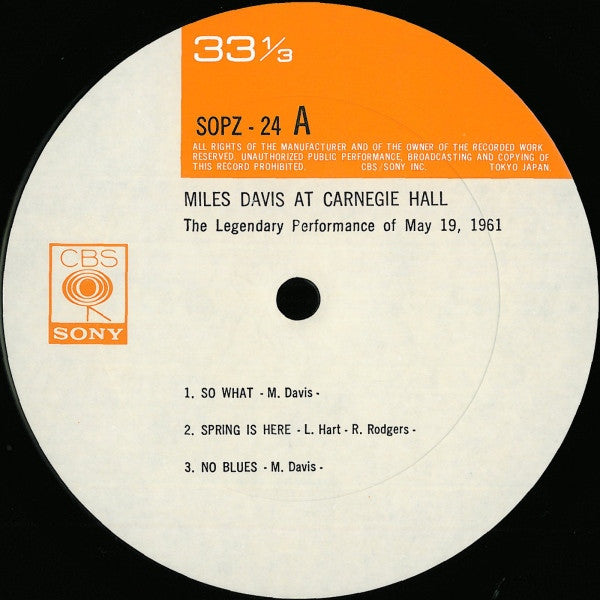 33 1/3
SOPZ - 24 A
ALL RIGHTS OF THE MANUFACTURER AND OF THE OWNER OF THE RECORDED WORK
RESERVED. UNAUTHORIZED PUBLIC PERFORMANCE, BROADCASTING AND COPYING OF
THIS RECORD PROHIBITED. CBS/SONY INC. TOKYO JAPAN.
MILES DAVIS AT CARNEGIE HALL
The Legendary Performance of May 19, 1961
CBS
SONY
1. SO WHAT - M. Davis -
2. SPRING IS HERE - L. Hart - R. Rodgers -
3. NO BLUES - M. Davis -